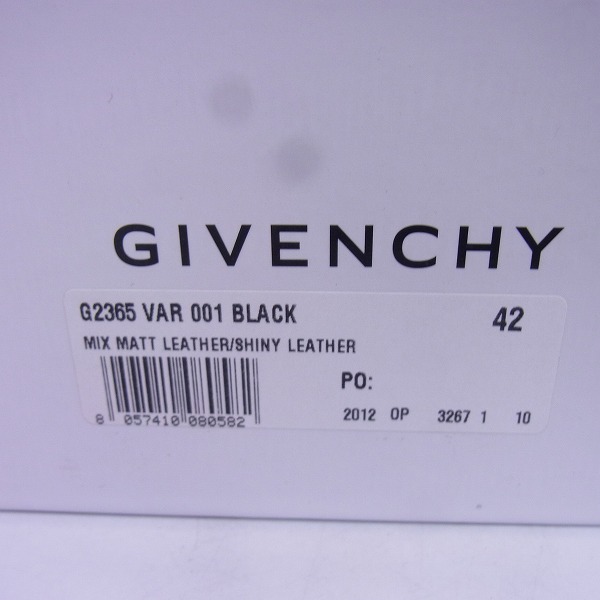 GIVENCHY
G2365 VAR 001 BLACK 42
MIX MATT LEATHER/SHINY LEATHER
PO:
2012 OP 3267 1 10
8 057410 080582